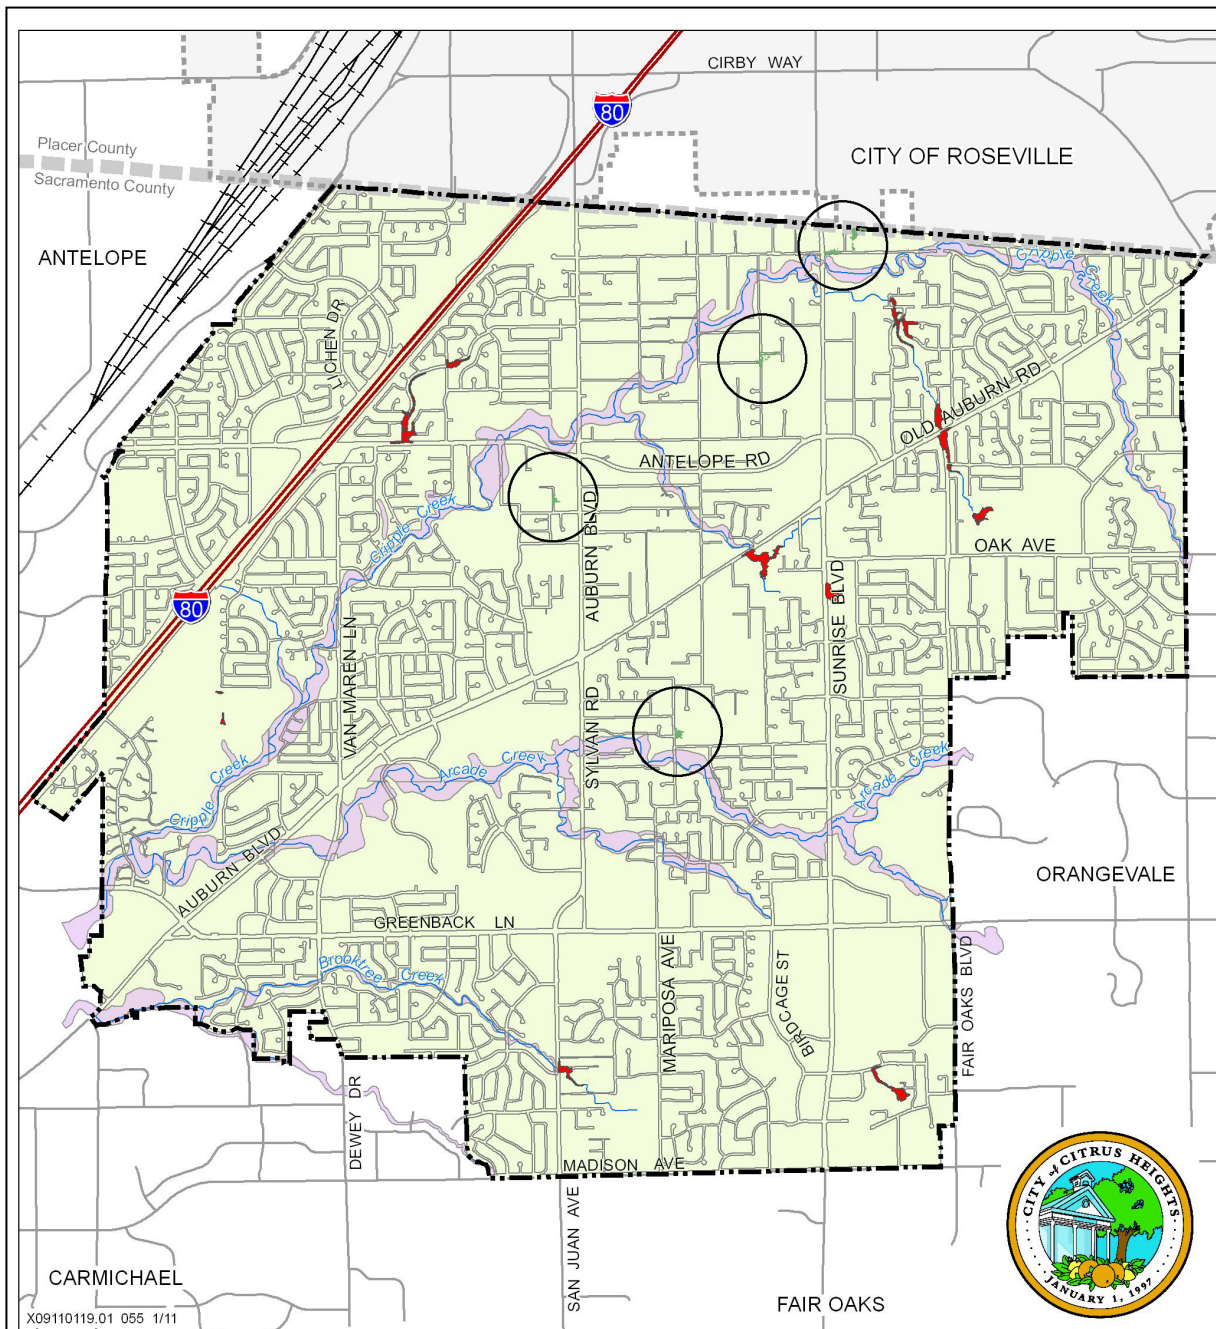 CIRBY WAY
80
Placer County
CITY OF ROSEVILLE
Sacramento County
ANTELOPE
Cripple Creek
LICHEN DR
OLD AUBURN RD
ANTELOPE RD
Cripple Creek
AUBURN BLVD
OAK AVE
80
SUNRISE BLVD
VAN MAREN LN
SYLVAN RD
Arcade Creek
Arcade Creek
Cripple Creek
AUBURN BLVD
ORANGEVALE
GREENBACK LN
Brooktree Creek
MARIPOSA AVE
BIRDCAGE ST
FAIR OAKS BLVD
DEWEY DR
MADISON AVE
SAN JUAN AVE
CITY of CITRUS HEIGHTS
JANUARY 1, 1997
CARMICHAEL
FAIR OAKS
X09110119.01 055 1/11